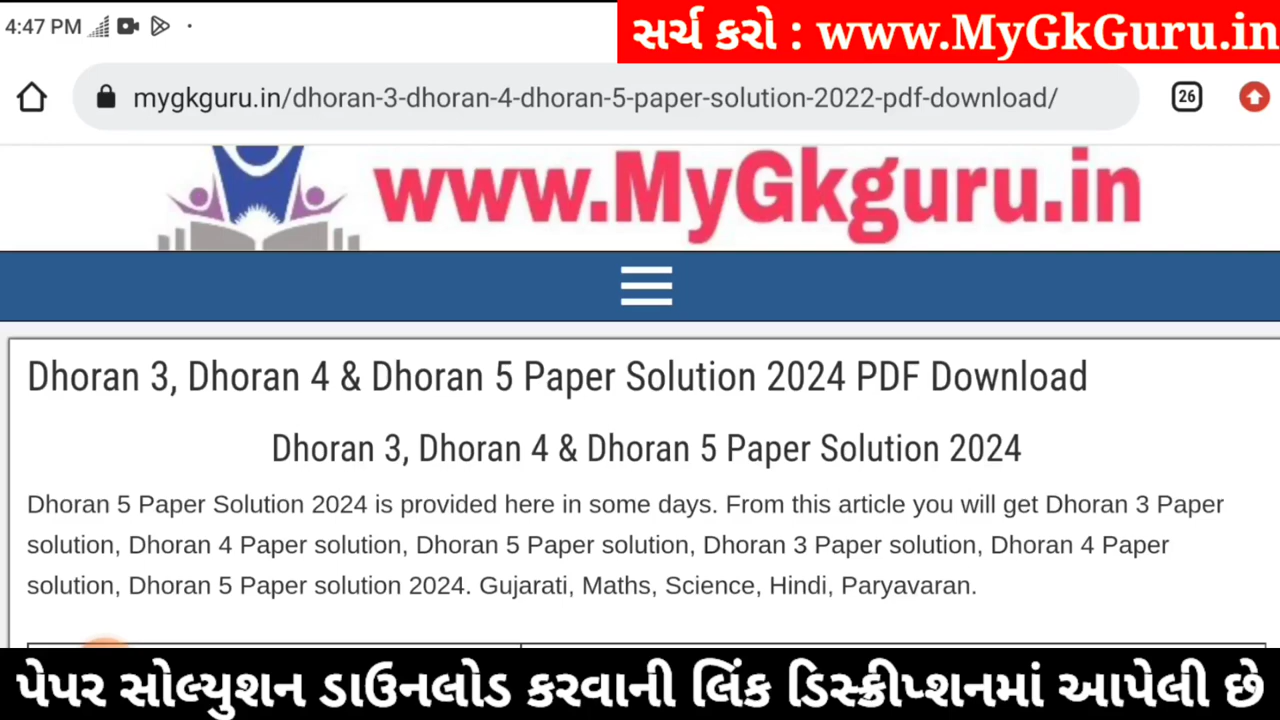 4:47 PM
સર્ચ કરો : www.MyGkGuru.in
mygkguru.in/dhoran-3-dhoran-4-dhoran-5-paper-solution-2022-pdf-download/
26
www.MyGkguru.in
Dhoran 3, Dhoran 4 & Dhoran 5 Paper Solution 2024 PDF Download
Dhoran 3, Dhoran 4 & Dhoran 5 Paper Solution 2024
Dhoran 5 Paper Solution 2024 is provided here in some days. From this article you will get Dhoran 3 Paper
solution, Dhoran 4 Paper solution, Dhoran 5 Paper solution, Dhoran 3 Paper solution, Dhoran 4 Paper
solution, Dhoran 5 Paper solution 2024. Gujarati, Maths, Science, Hindi, Paryavaran.
પેપર સોલ્યુશન ડાઉનલોડ કરવાની લિંક ડિસ્ક્રીપ્શનમાં આપેલી છે